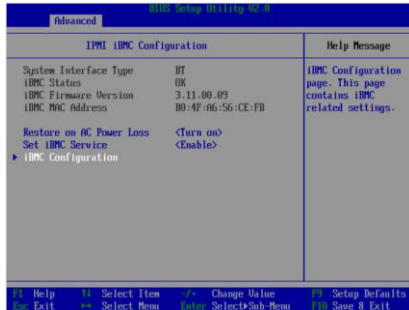 BIOS Setup Utility V2.0
Advanced
IPMI iBMC Configuration
Help Message
System Interface Type BT
iBMC Status OK
iBMC Firmware Version 3.11.00.09
iBMC MAC Address B0:4F:A6:56:CE:FB
Restore on AC Power Loss <Turn on>
Set iBMC Service <Enable>
iBMC Configuration
iBMC Configuration
page. This page
contains iBMC
related settings.
F1 Help ↑↓ Select Item -/+ Change Value F9 Setup Defaults
Esc Exit ↔ Select Menu Enter Select▶Sub-Menu F10 Save & Exit